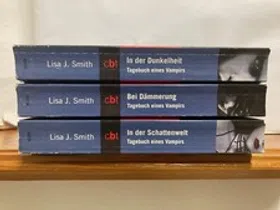 Lisa J. Smith cbt In der Dunkelheit
Tagebuch eines Vampirs
Lisa J. Smith cbt Bei Dämmerung
Tagebuch eines Vampirs
Lisa J. Smith cbt In der Schattenwelt
Tagebuch eines Vampirs